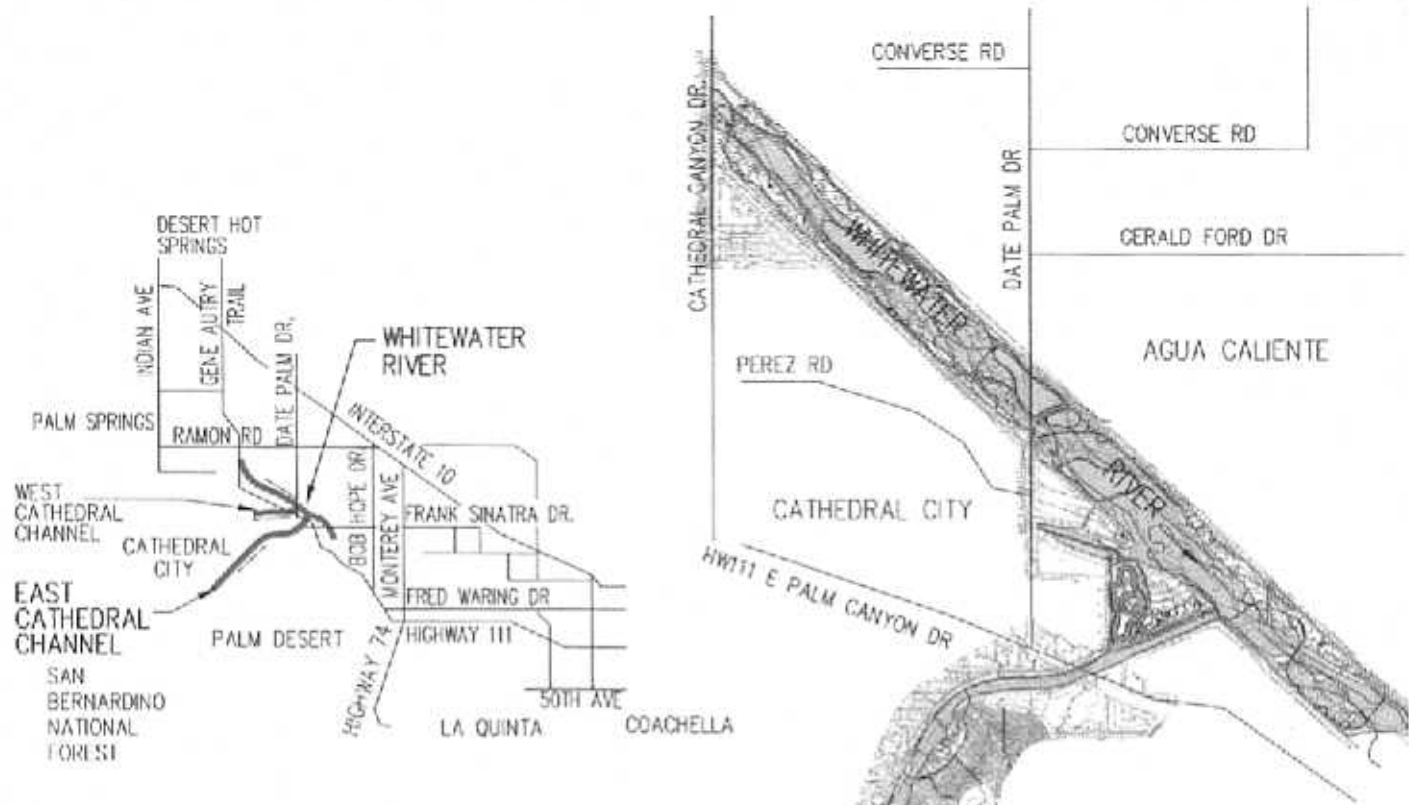 DESERT HOT
SPRINGS
INDIAN AVE
GENE AUTRY
TRAIL
DATE PALM DR.
WHITEWATER
RIVER
PALM SPRINGS
RAMON RD
INTERSTATE 10
WEST
CATHEDRAL
CHANNEL
BOB HOPE DR.
MONTEREY AVE
FRANK SINATRA DR.
CATHEDRAL
CITY
EAST
CATHEDRAL
CHANNEL
FRED WARING DR
PALM DESERT
HIGHWAY 111
HIGHWAY 74
SAN
BERNARDINO
NATIONAL
FOREST
50TH AVE
LA QUINTA
COACHELLA
CONVERSE RD
CATHEDRAL CANYON DR.
CONVERSE RD
DATE PALM DR
WHITEWATER
GERALD FORD DR
AGUA CALIENTE
PEREZ RD
RIVER
CATHEDRAL CITY
HW111 E PALM CANYON DR